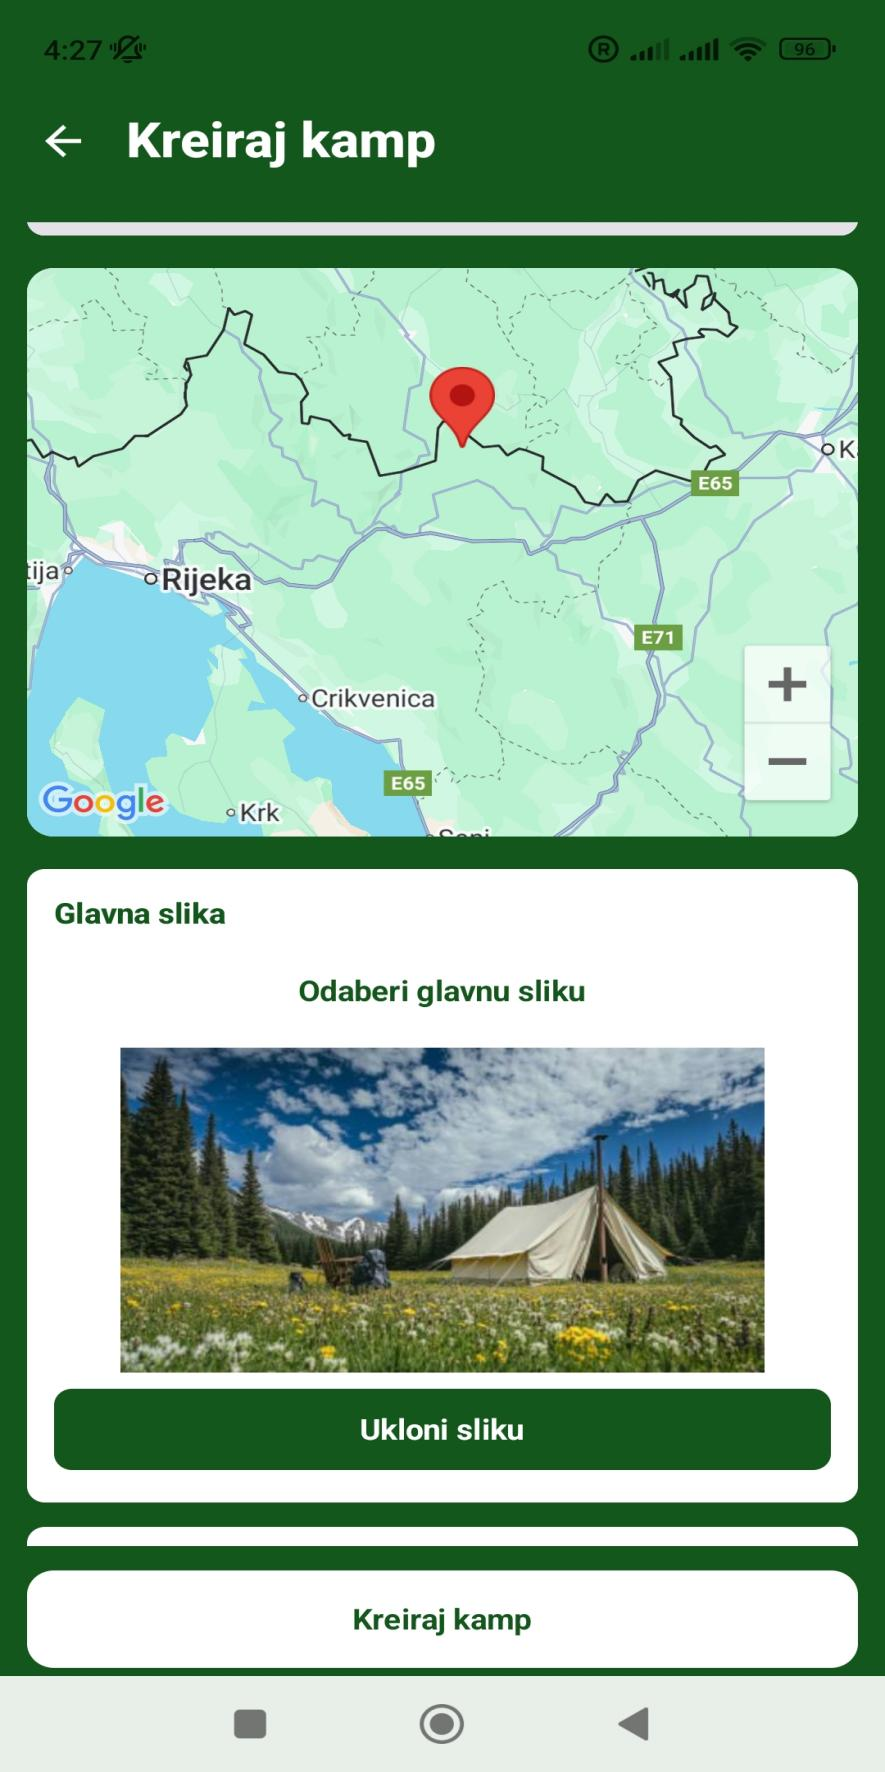 4:27
R
96
Kreiraj kamp
E65
tija
Rijeka
E71
Crikvenica
E65
Google
Krk
Kreiraj kamp
Glavna slika
Odaberi glavnu sliku
Ukloni sliku